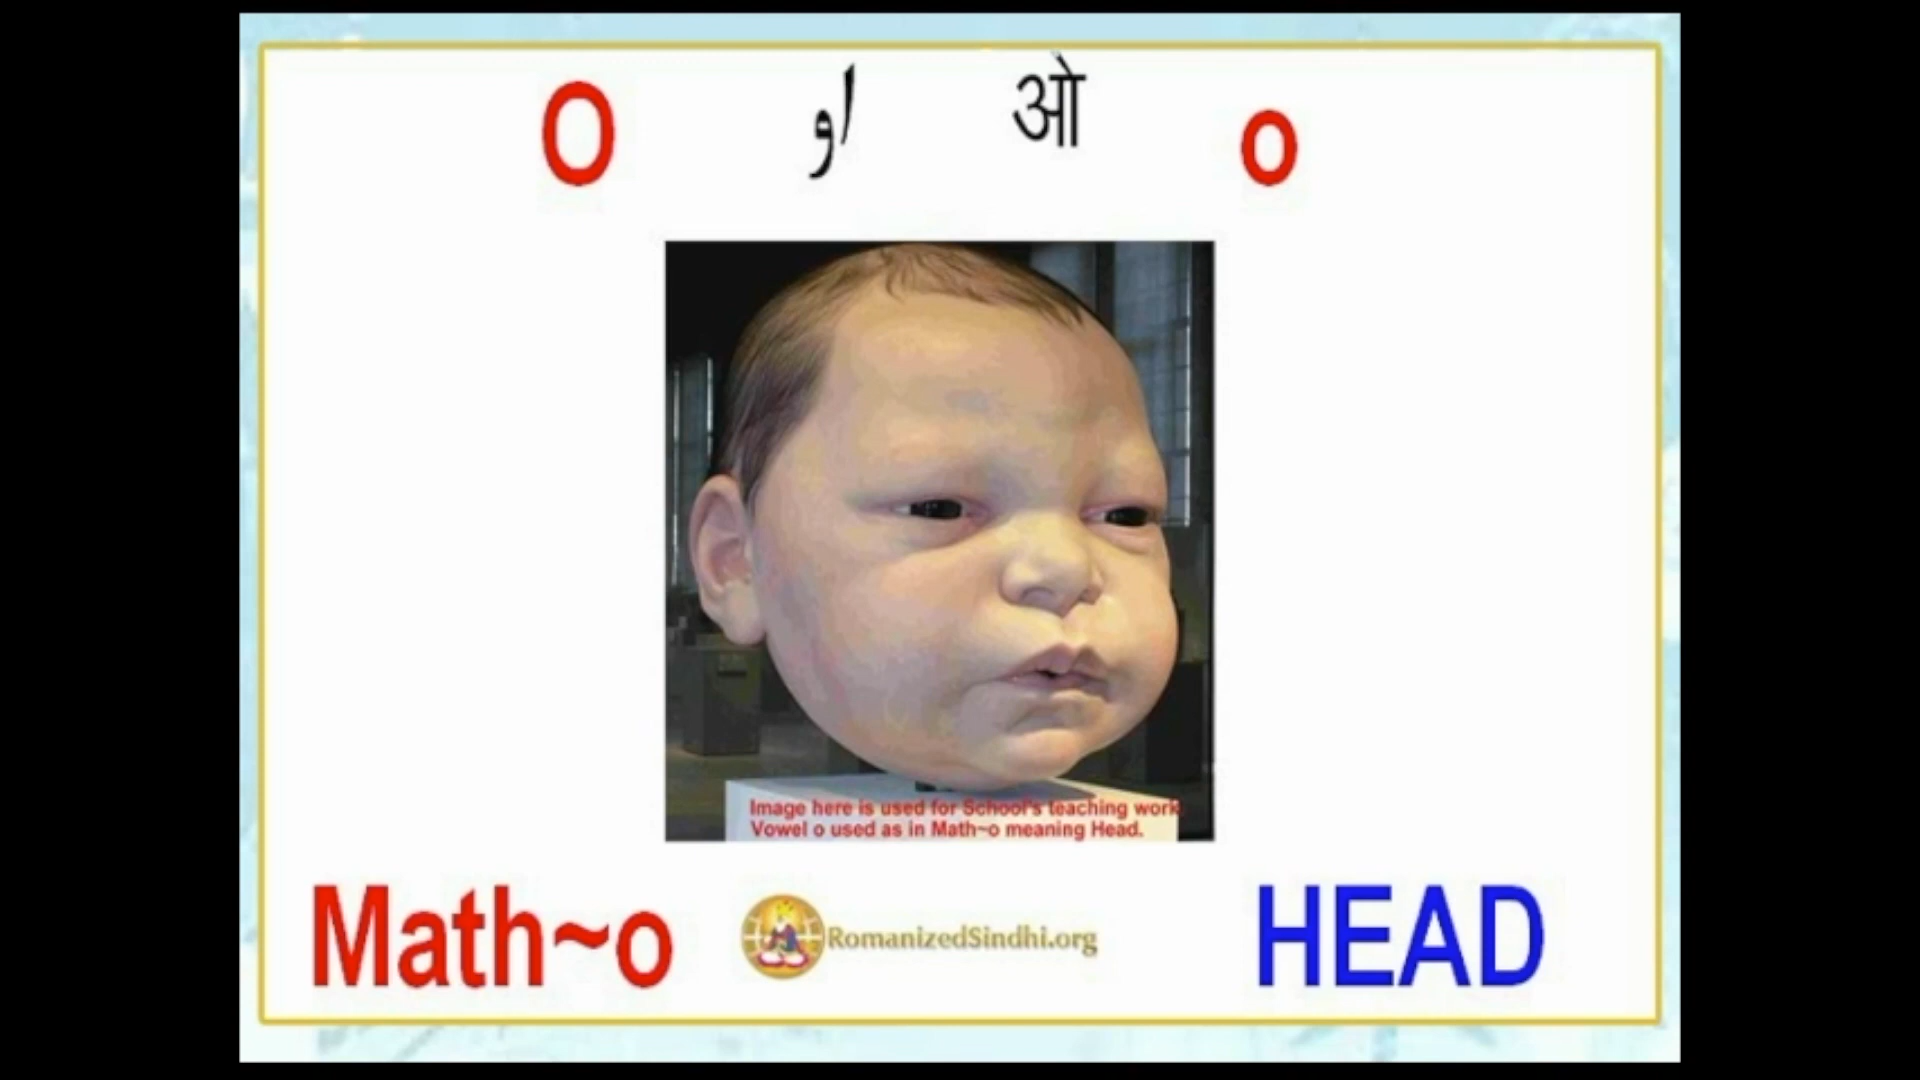 O او ओ o
Image here is used for School's teaching work
Vowel o used as in Math~o meaning Head.
Math~o RomanizedSindhi.org HEAD